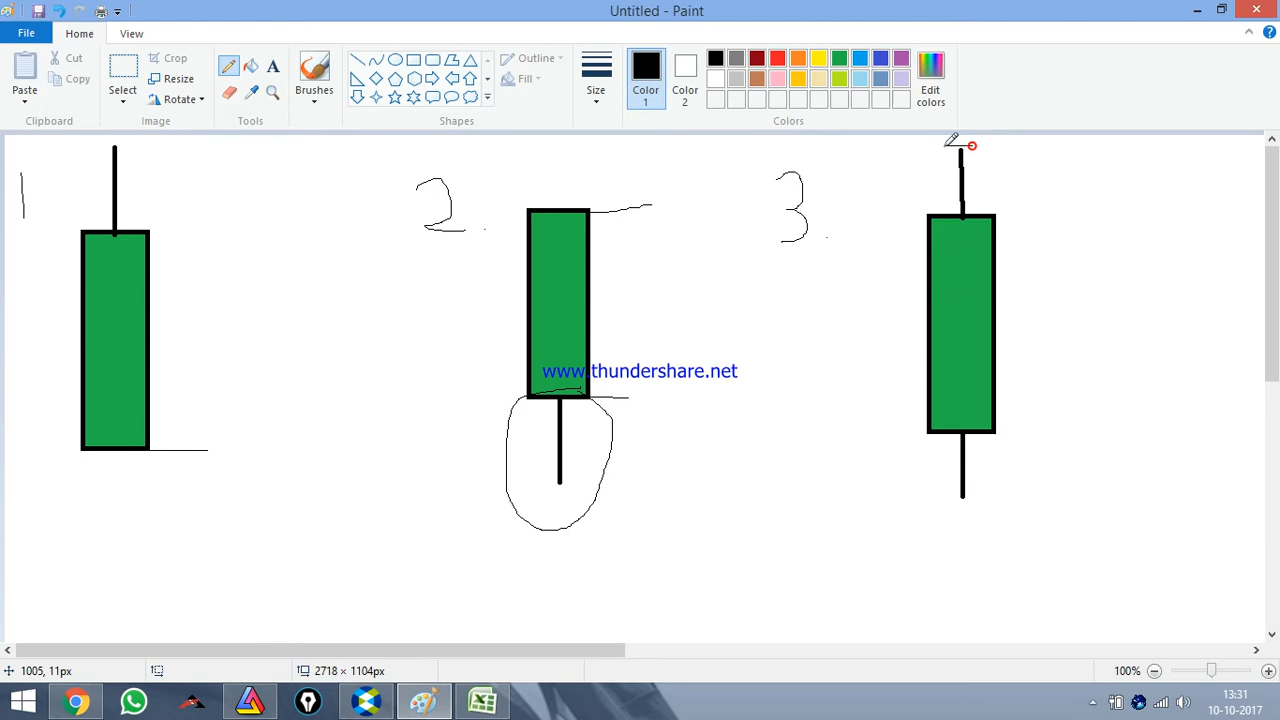 Untitled - Paint
File
Home
View
Paste
Cut
Copy
Clipboard
Select
Crop
Resize
Rotate
Image
Tools
Brushes
Outline
Fill
Shapes
Size
Color 1
Color 2
Edit colors
Colors
1
2.
3.
www.thundershare.net
1005, 11px
2718 × 1104px
100%
13:31
10-10-2017